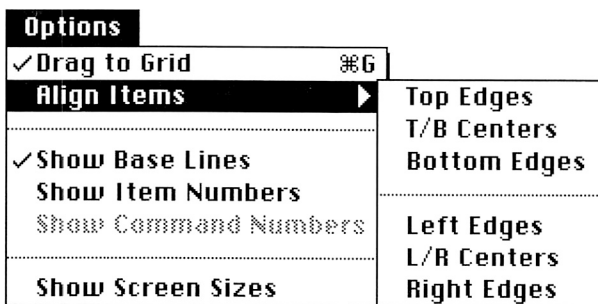 Options
✓Drag to Grid ⌘G
Align Items ▶
Show Base Lines
Show Item Numbers
Show Command Numbers
Show Screen Sizes
Top Edges
T/B Centers
Bottom Edges
Left Edges
L/R Centers
Right Edges